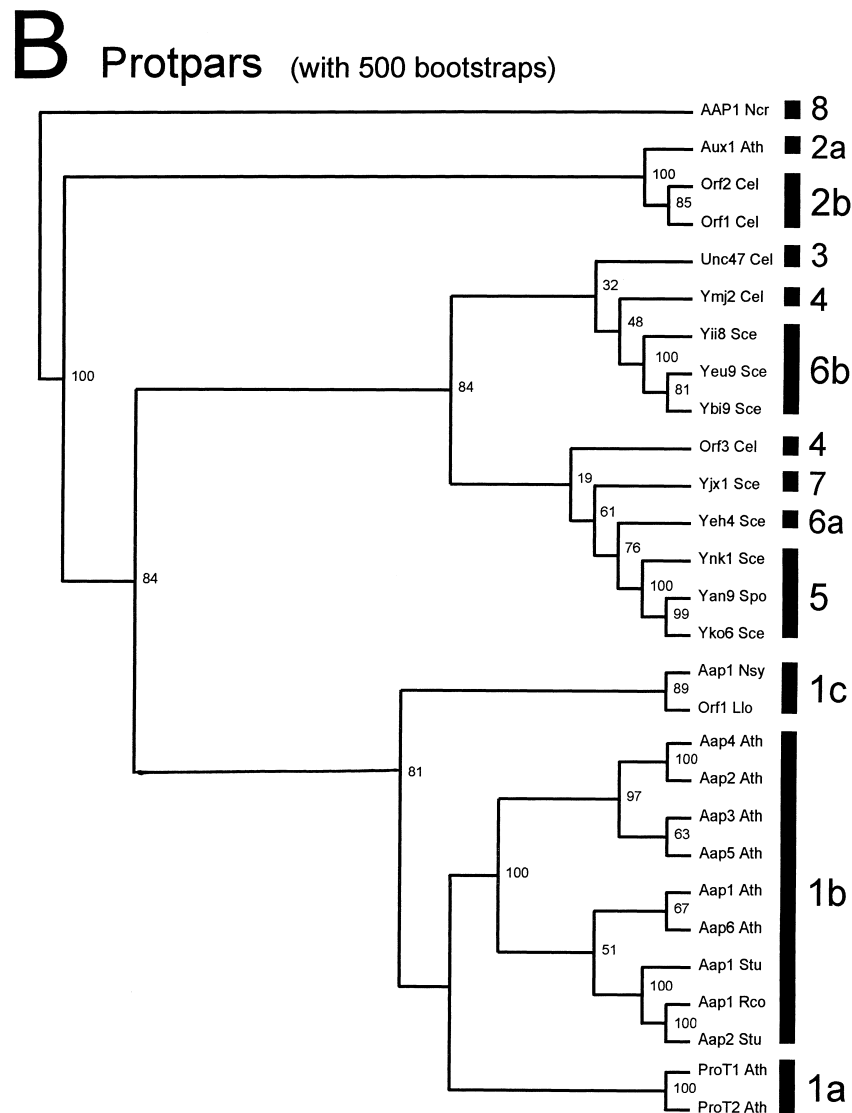 B Protpars (with 500 bootstraps)
AAP1 Ncr 8
Aux1 Ath 2a
100
Orf2 Cel
85
2b
Orf1 Cel
Unc47 Cel 3
32
Ymj2 Cel 4
48
Yii8 Sce
100
Yeu9 Sce
6b
100
84
81
Ybi9 Sce
Orf3 Cel 4
19
Yjx1 Sce 7
61
Yeh4 Sce 6a
76
Ynk1 Sce
84
100
Yan9 Spo
5
99
Yko6 Sce
Aap1 Nsy
89
1c
Orf1 Llo
Aap4 Ath
100
81
Aap2 Ath
97
Aap3 Ath
63
Aap5 Ath
100
Aap1 Ath
1b
67
Aap6 Ath
51
Aap1 Stu
100
Aap1 Rco
100
Aap2 Stu
ProT1 Ath
100
1a
ProT2 Ath